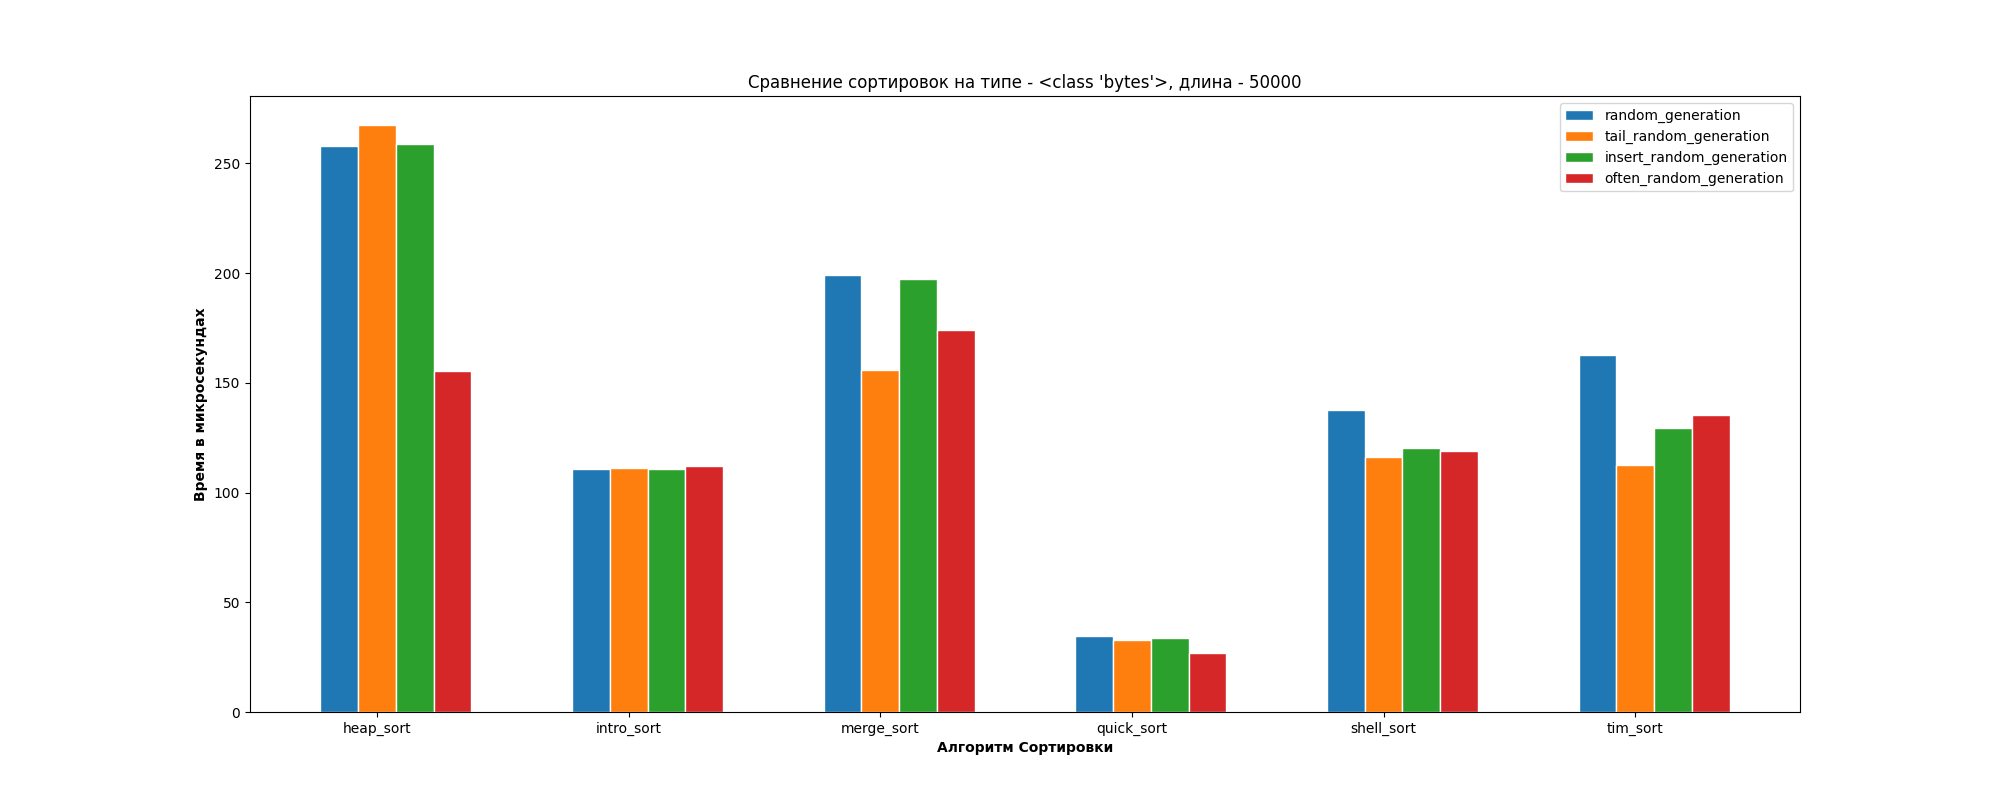 Сравнение сортировок на типе - <class 'bytes'>, длина - 50000
random_generation
tail_random_generation
insert_random_generation
often_random_generation
Время в микросекундах
250
200
150
100
50
0
heap_sort
intro_sort
merge_sort
quick_sort
shell_sort
tim_sort
Алгоритм Сортировки